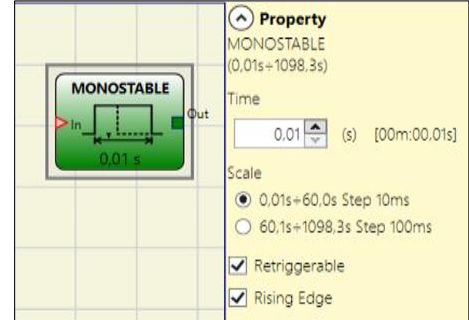 MONOSTABLE
In
Out
0,01 s
Property
MONOSTABLE
(0,01s÷1098,3s)
Time
0.01 (s) [00m:00.01s]
Scale
0,01s÷60,0s Step 10ms
60,1s÷1098,3s Step 100ms
Retriggerable
Rising Edge